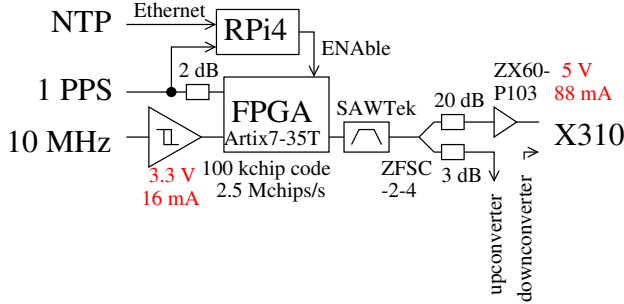 NTP
Ethernet
RPi4
ENAble
1 PPS
2 dB
FPGA
Artix7-35T
SAWTek
20 dB
ZX60-
P103
5 V
88 mA
10 MHz
X310
3.3 V
16 mA
100 kchip code
2.5 Mchips/s
ZFSC
-2-4
3 dB
upconverter
downconverter